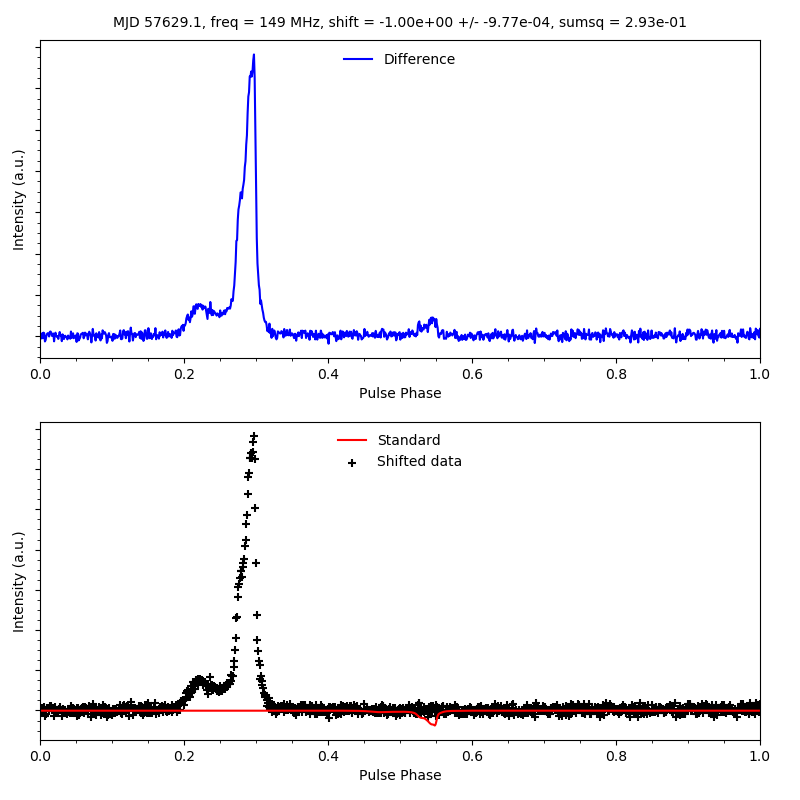 MJD 57629.1, freq = 149 MHz, shift = -1.00e+00 +/- -9.77e-04, sumsq = 2.93e-01
Difference
Intensity (a.u.)
0.0 0.2 0.4 0.6 0.8 1.0
Pulse Phase
Standard
Shifted data
Intensity (a.u.)
0.0 0.2 0.4 0.6 0.8 1.0
Pulse Phase